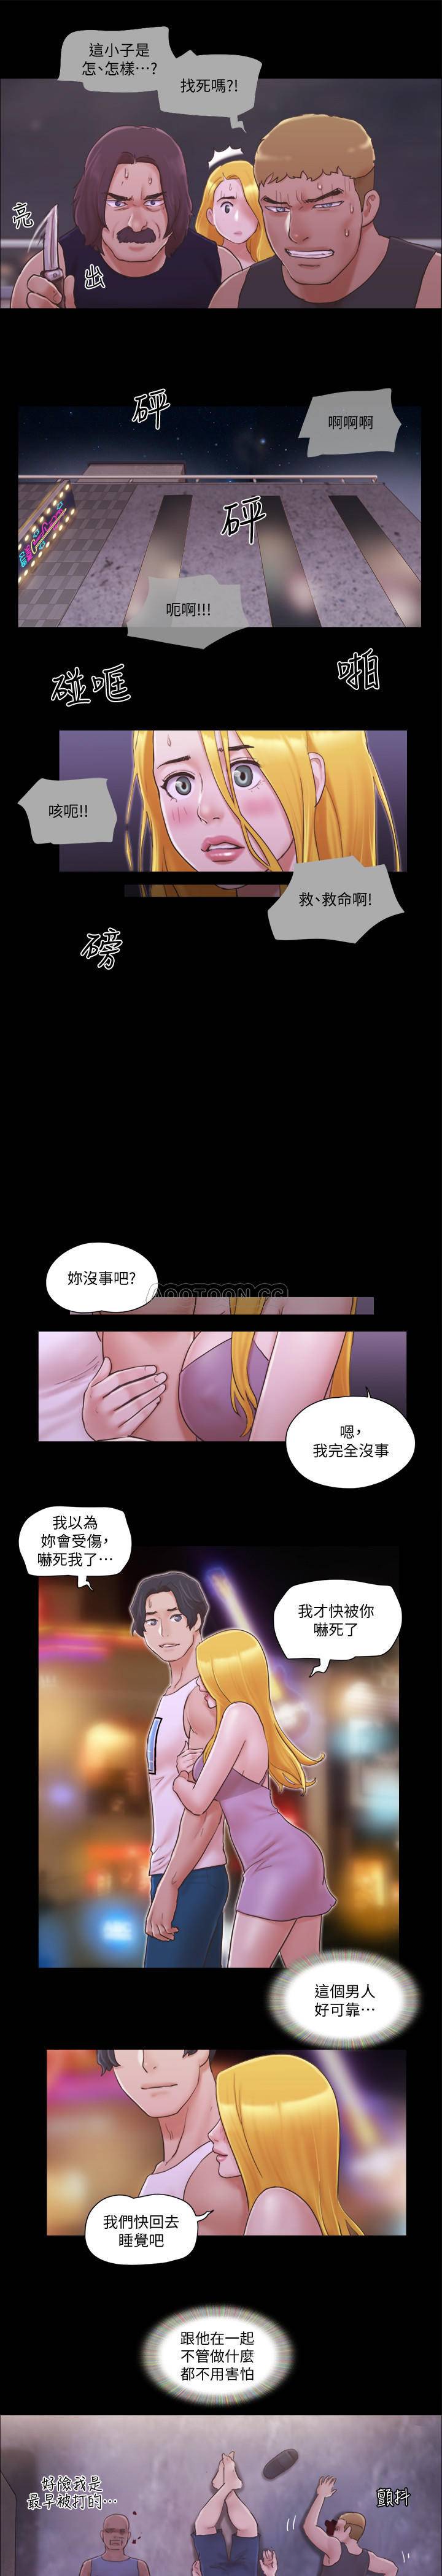 這小子是
怎、怎樣⋯?
找死嗎?!
亮
出
砰
啊啊啊
砰
呃啊!!!
碰哐
啪
咳呃!!
救、救命啊!
磅
妳沒事吧?
嗯，
我完全沒事
我以為
妳會受傷，
嚇死我了⋯
我才快被你
嚇死了
這個男人
好可靠⋯
我們快回去
睡覺吧
跟他在一起
不管做什麼
都不用害怕
好險我是
最早被打的⋯
顫抖